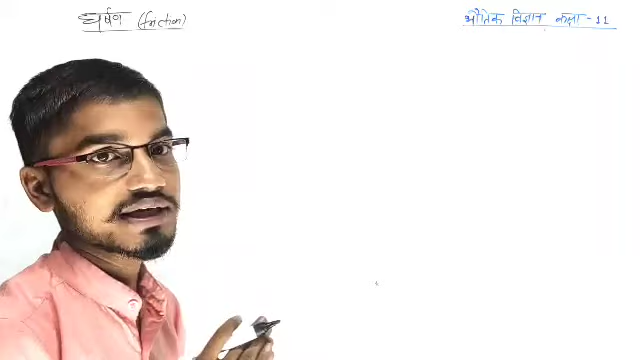 घर्षण (friction)
भौतिक विज्ञान कक्षा - 11